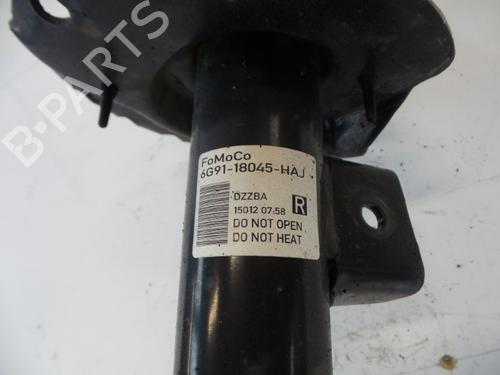 FoMoCo
6G91-18045-HAJ
DZZBA
15012 07:58 R
DO NOT OPEN
DO NOT HEAT
B-PARTS